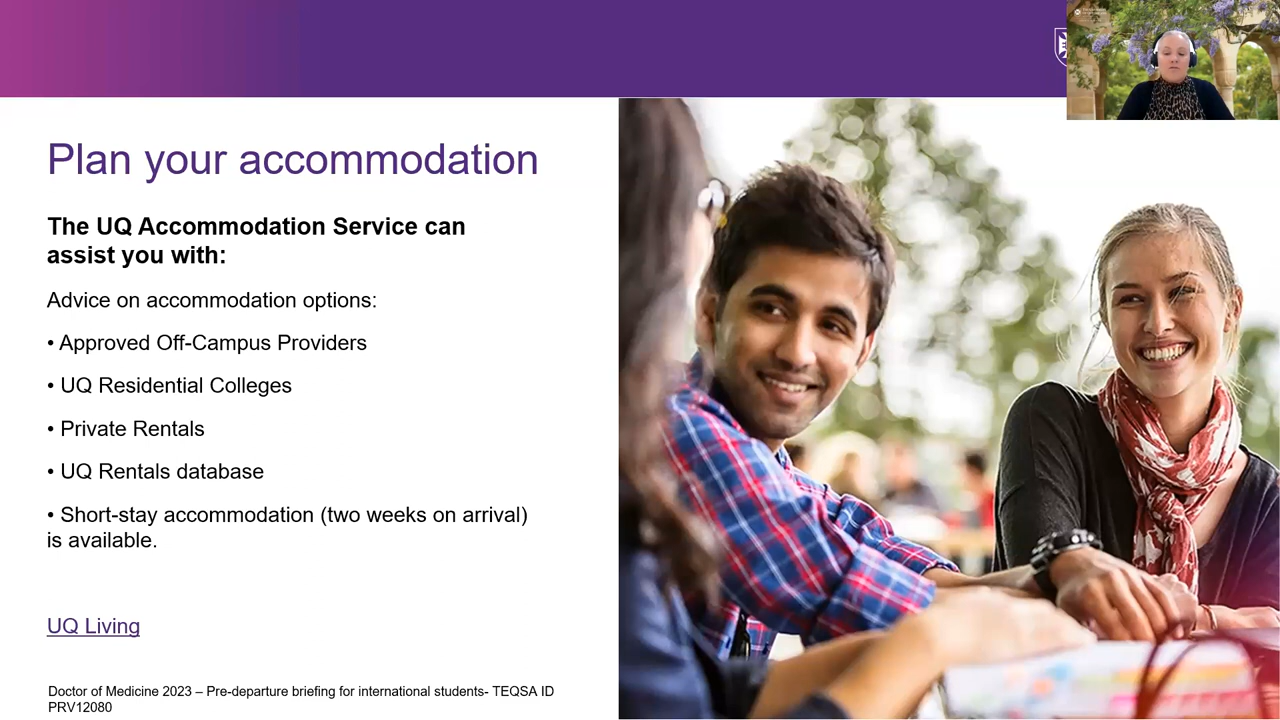 Plan your accommodation
The UQ Accommodation Service can
assist you with:
Advice on accommodation options:
• Approved Off-Campus Providers
• UQ Residential Colleges
• Private Rentals
• UQ Rentals database
• Short-stay accommodation (two weeks on arrival)
is available.
UQ Living
Doctor of Medicine 2023 – Pre-departure briefing for international students- TEQSA ID
PRV12080